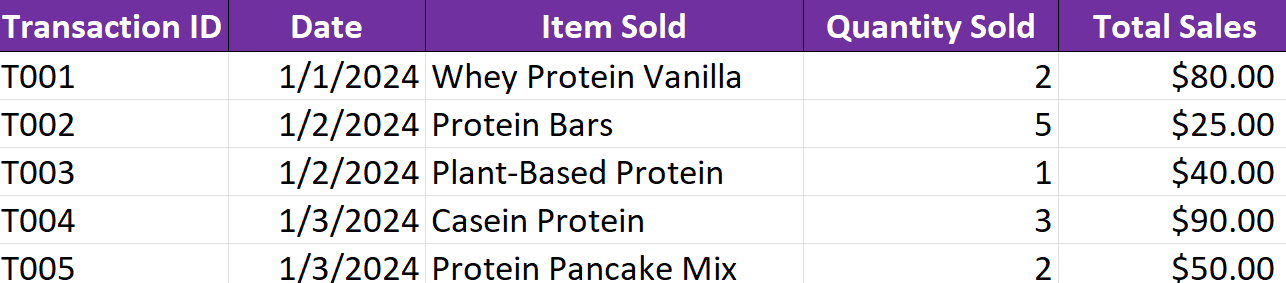 Transaction ID Date Item Sold Quantity Sold Total Sales
T001 1/1/2024 Whey Protein Vanilla 2 $80.00
T002 1/2/2024 Protein Bars 5 $25.00
T003 1/2/2024 Plant-Based Protein 1 $40.00
T004 1/3/2024 Casein Protein 3 $90.00
T005 1/3/2024 Protein Pancake Mix 2 $50.00